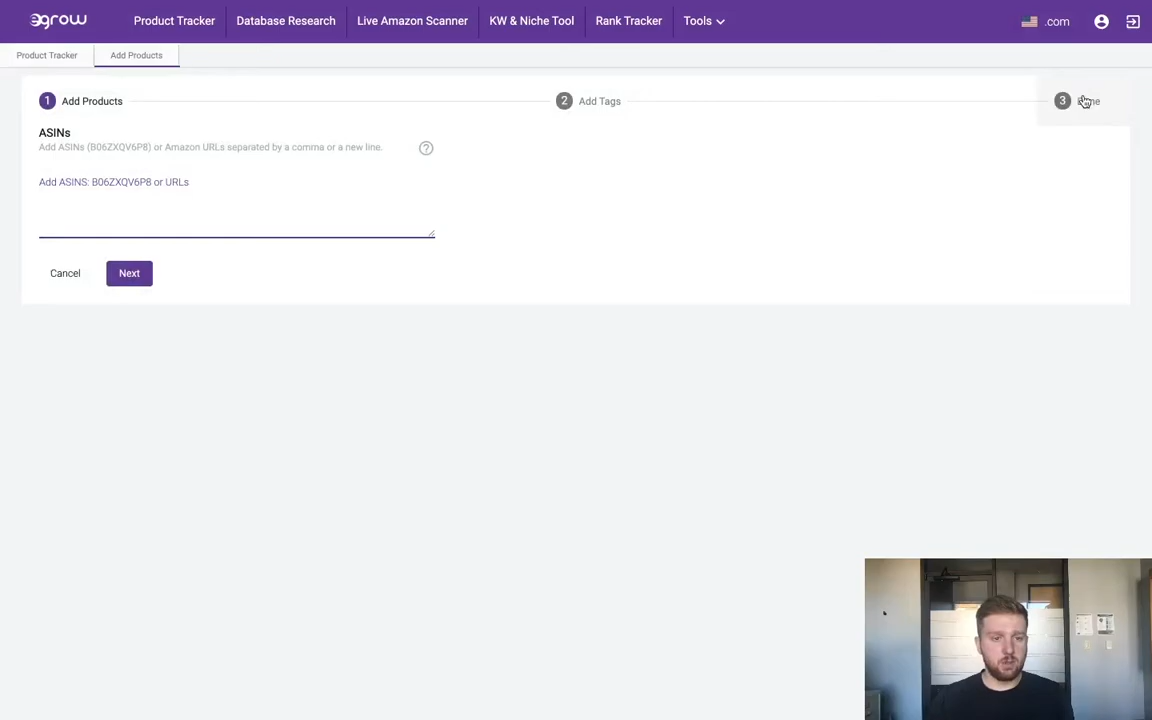 egrow
Product Tracker
Database Research
Live Amazon Scanner
KW & Niche Tool
Rank Tracker
Tools
.com
Product Tracker
Add Products
1 Add Products
2 Add Tags
3
ASINs
Add ASINs (B06ZXQV6P8) or Amazon URLs separated by a comma or a new line.
?
Add ASINS: B06ZXQV6P8 or URLs
Cancel
Next